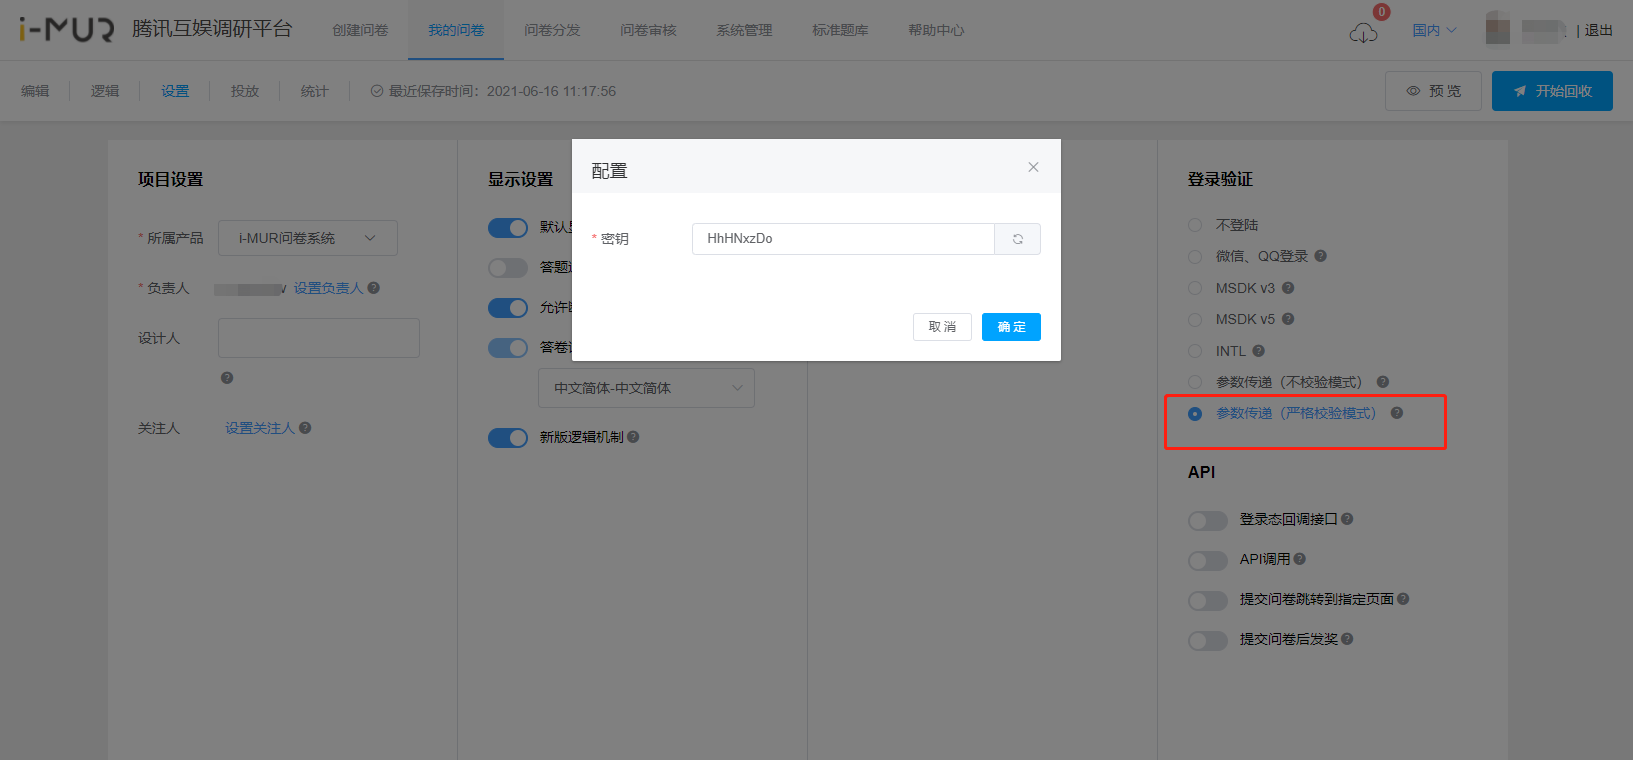 i-MUR 腾讯互娱调研平台 创建问卷 我的问卷 问卷分发 问卷审核 系统管理 标准题库 帮助中心 0 国内 | 退出
编辑 逻辑 设置 投放 统计 最近保存时间：2021-06-16 11:17:56 预 览 开始回收
配置
* 密钥 HhHNxzDo
取 消 确 定
项目设置
* 所属产品 i-MUR问卷系统
* 负责人 设置负责人 ?
设计人
?
关注人 设置关注人 ?
显示设置
默认
答题
允许
答卷
中文简体-中文简体
新版逻辑机制 ?
登录验证
不登陆
微信、QQ登录 ?
MSDK v3 ?
MSDK v5 ?
INTL ?
参数传递（不校验模式） ?
参数传递（严格校验模式） ?
API
登录态回调接口 ?
API调用 ?
提交问卷跳转到指定页面 ?
提交问卷后发奖 ?